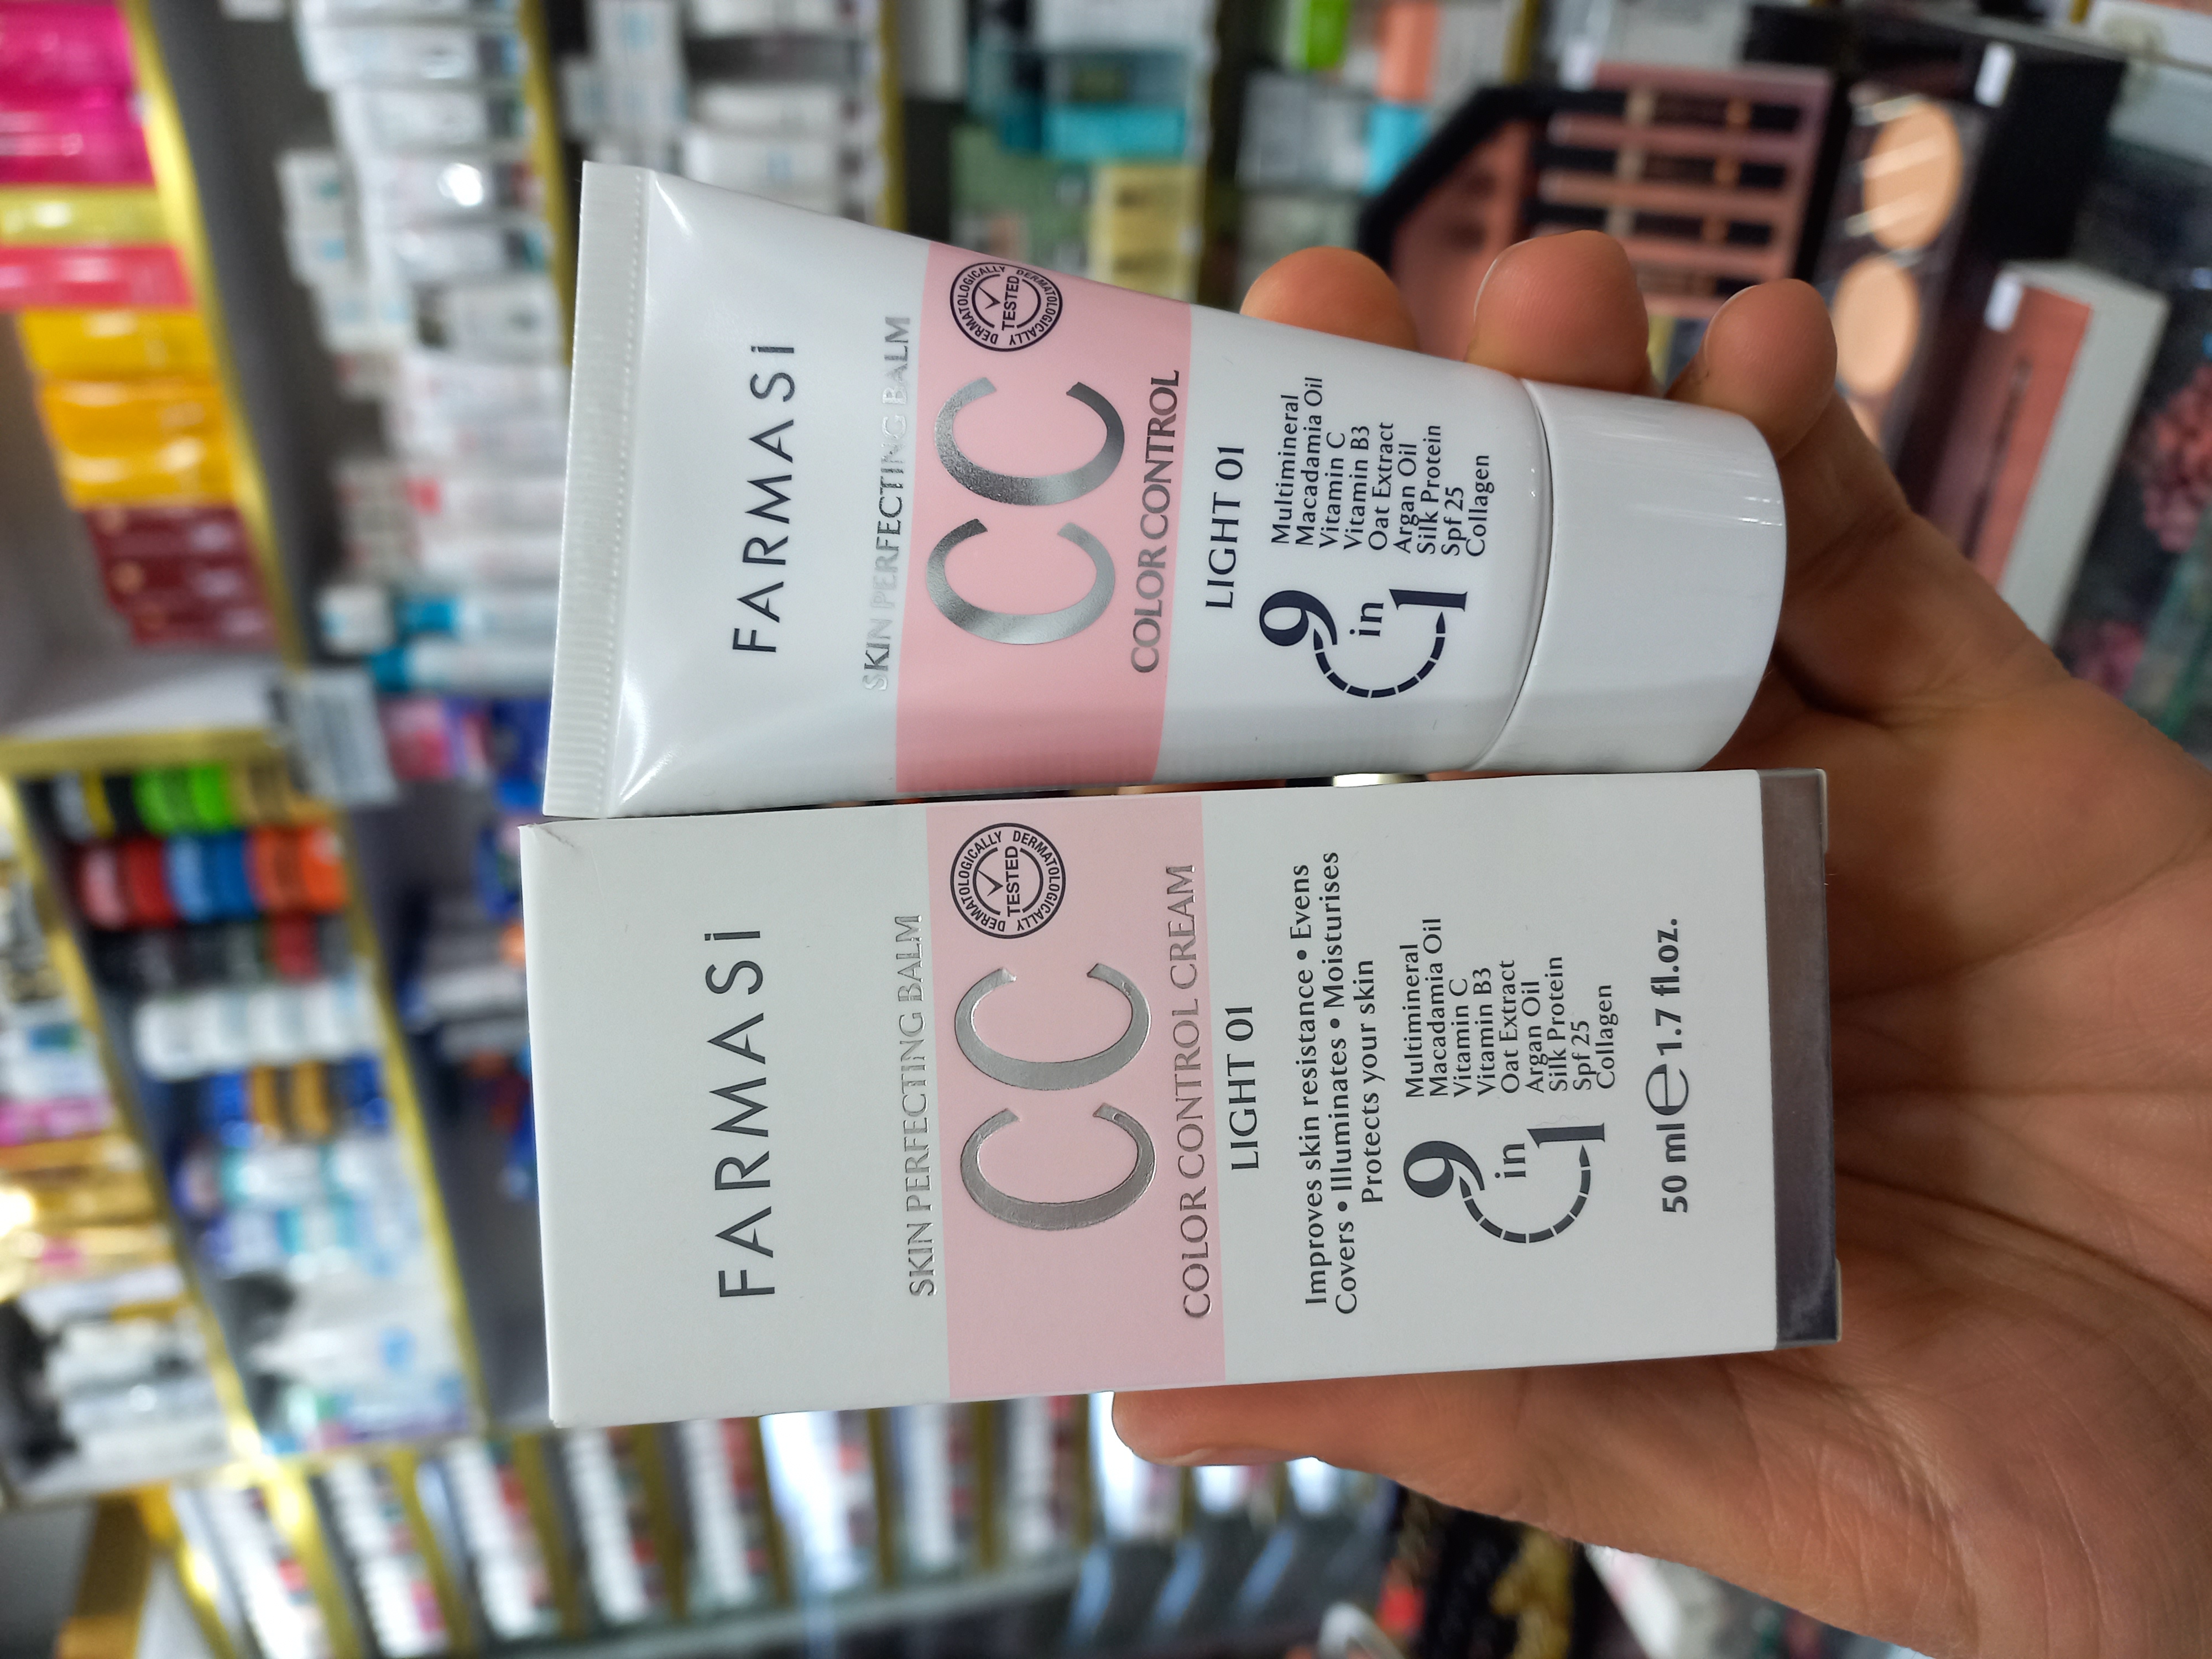 FARMASi
SKIN PERFECTING BALM
CC
DERMATOLOGICALLY DERMATOLOGICALLY
TESTED
COLOR CONTROL
LIGHT 01
9 in 1
Multimineral
Macadamia Oil
Vitamin C
Vitamin B3
Oat Extract
Argan Oil
Silk Protein
Spf 25
Collagen
FARMASi
SKIN PERFECTING BALM
CC
DERMATOLOGICALLY DERMATOLOGICALLY
TESTED
COLOR CONTROL CREAM
LIGHT 01
Improves skin resistance • Evens
Covers • Illuminates • Moisturises
Protects your skin
9 in 1
Multimineral
Macadamia Oil
Vitamin C
Vitamin B3
Oat Extract
Argan Oil
Silk Protein
Spf 25
Collagen
50 ml ℮ 1.7 fl.oz.